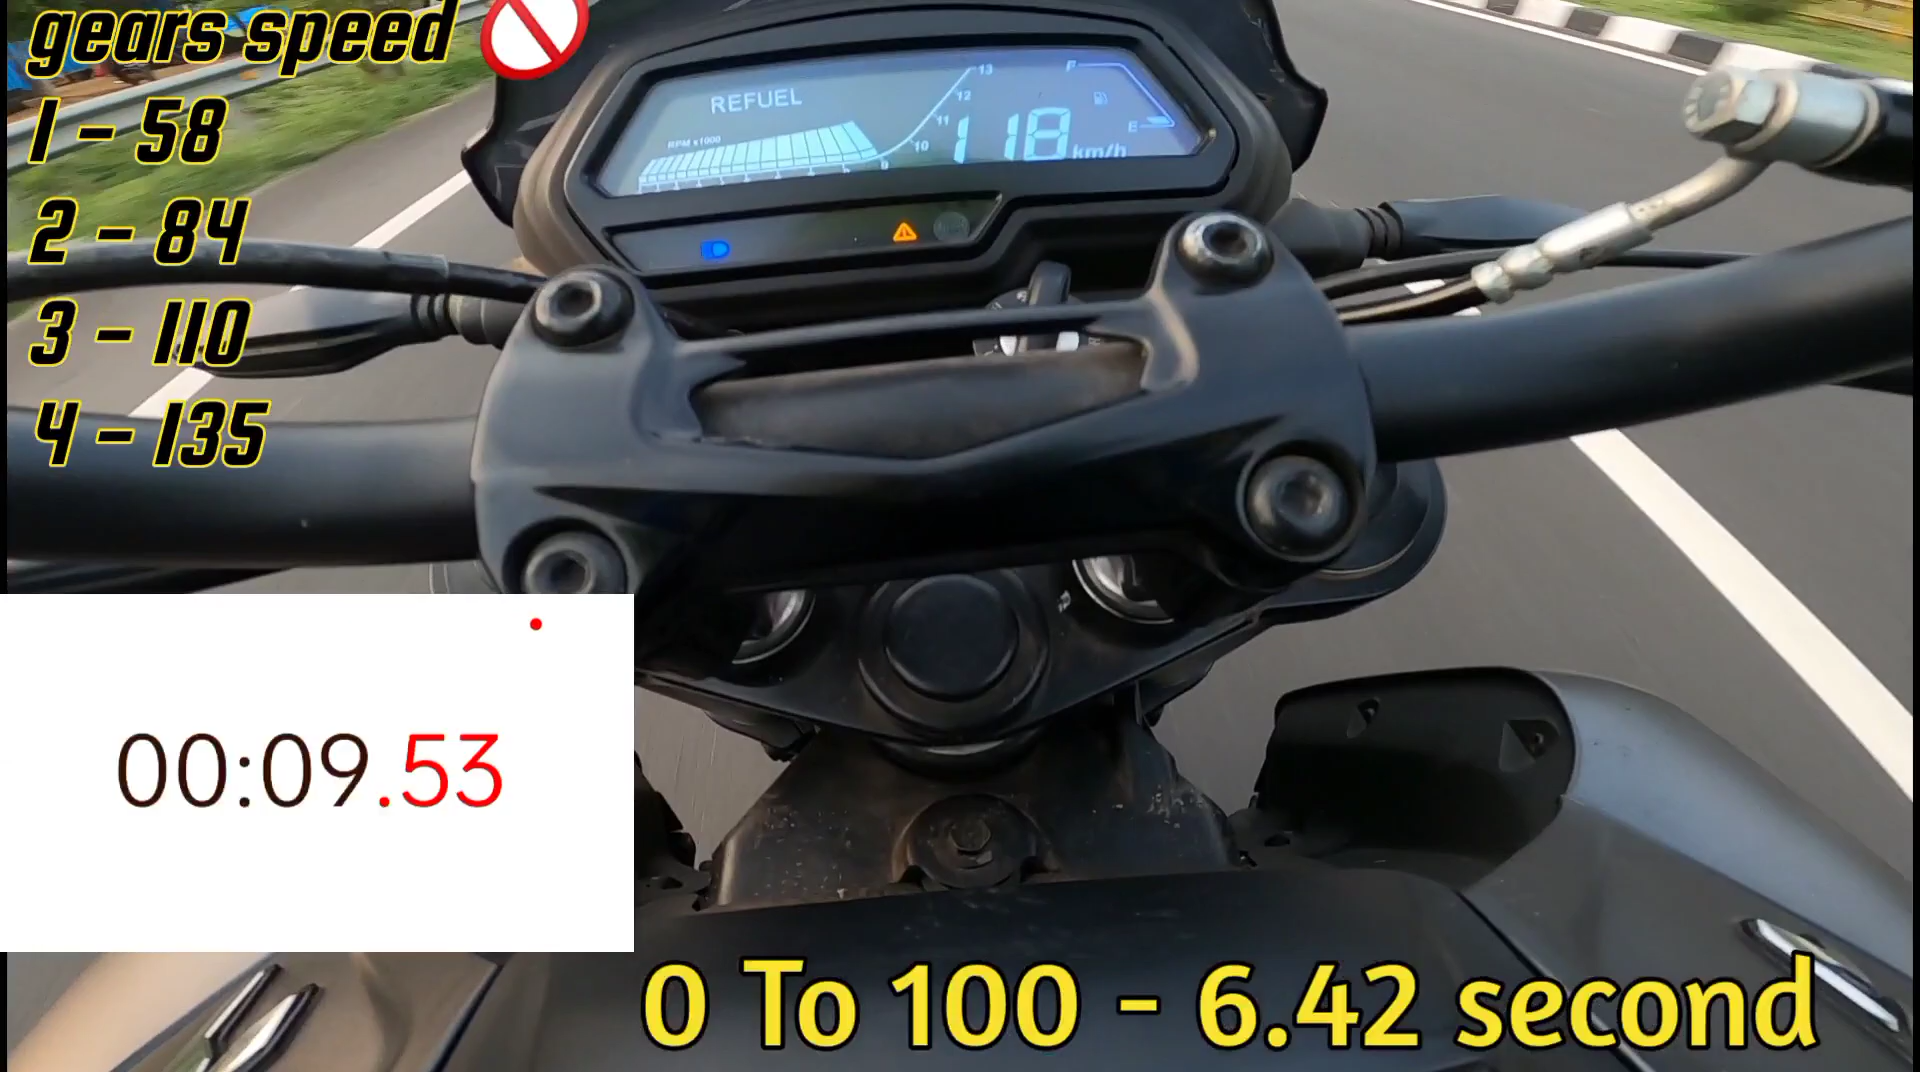 gears speed
1 - 58
2 - 84
3 - 110
4 - 135
REFUEL
RPM x1000
13
12
11
10
9
118
km/h
F
E
00:09.53
0 To 100 - 6.42 second